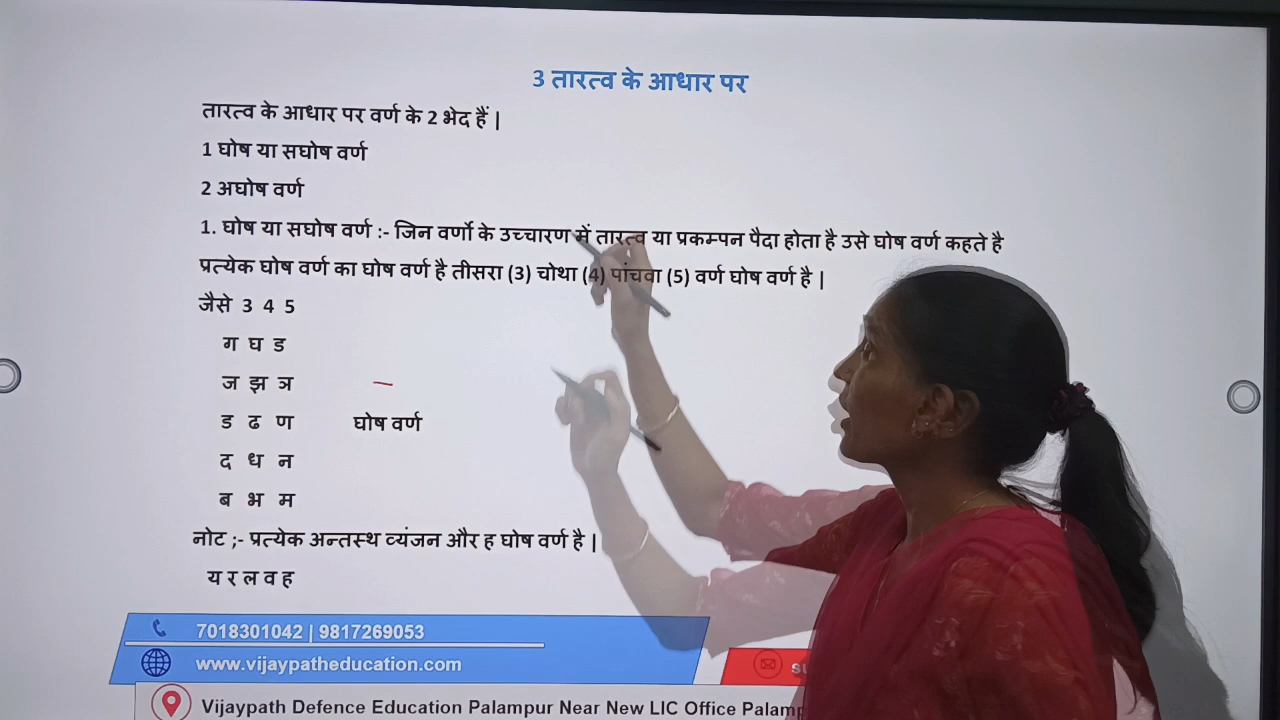 3 तारत्व के आधार पर
तारत्व के आधार पर वर्ण के 2 भेद हैं |
1 घोष या सघोष वर्ण
2 अघोष वर्ण
1. घोष या सघोष वर्ण :- जिन वर्णो के उच्चारण में तारत्व या प्रकम्पन पैदा होता है उसे घोष वर्ण कहते है
प्रत्येक घोष वर्ण का घोष वर्ण है तीसरा (3) चोथा (4) पांचवा (5) वर्ण घोष वर्ण है |
जैसे 3 4 5
ग घ ड
ज झ ञ
ड ढ ण घोष वर्ण
द ध न
ब भ म
नोट ;- प्रत्येक अन्तस्थ व्यंजन और ह घोष वर्ण है |
य र ल व ह
7018301042 | 9817269053
www.vijaypatheducation.com
Vijaypath Defence Education Palampur Near New LIC Office